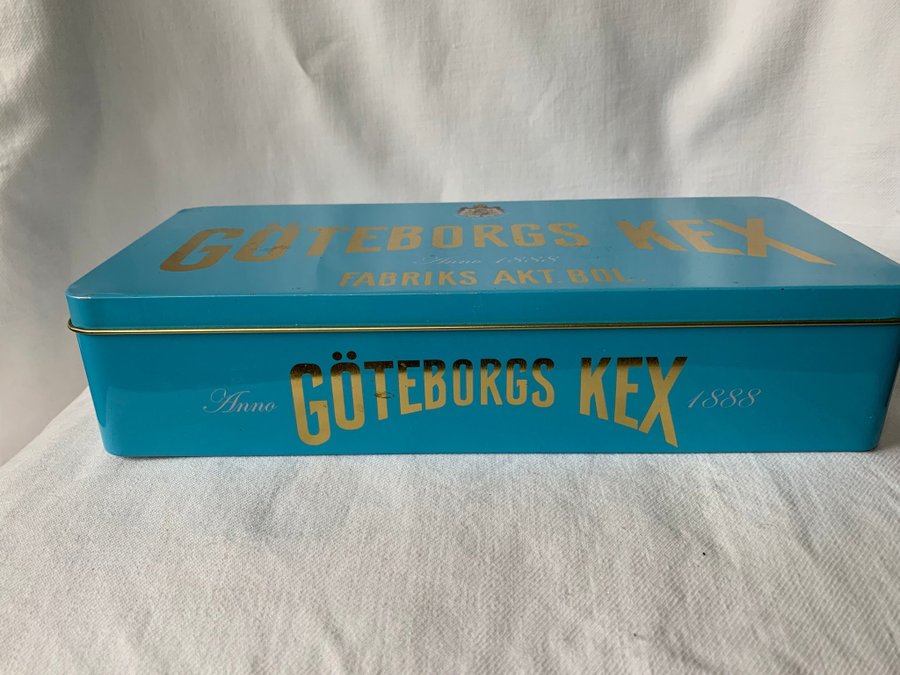 GÖTEBORGS KEX
Anno 1888
FABRIKS AKT. BOL.
Anno GÖTEBORGS KEX 1888